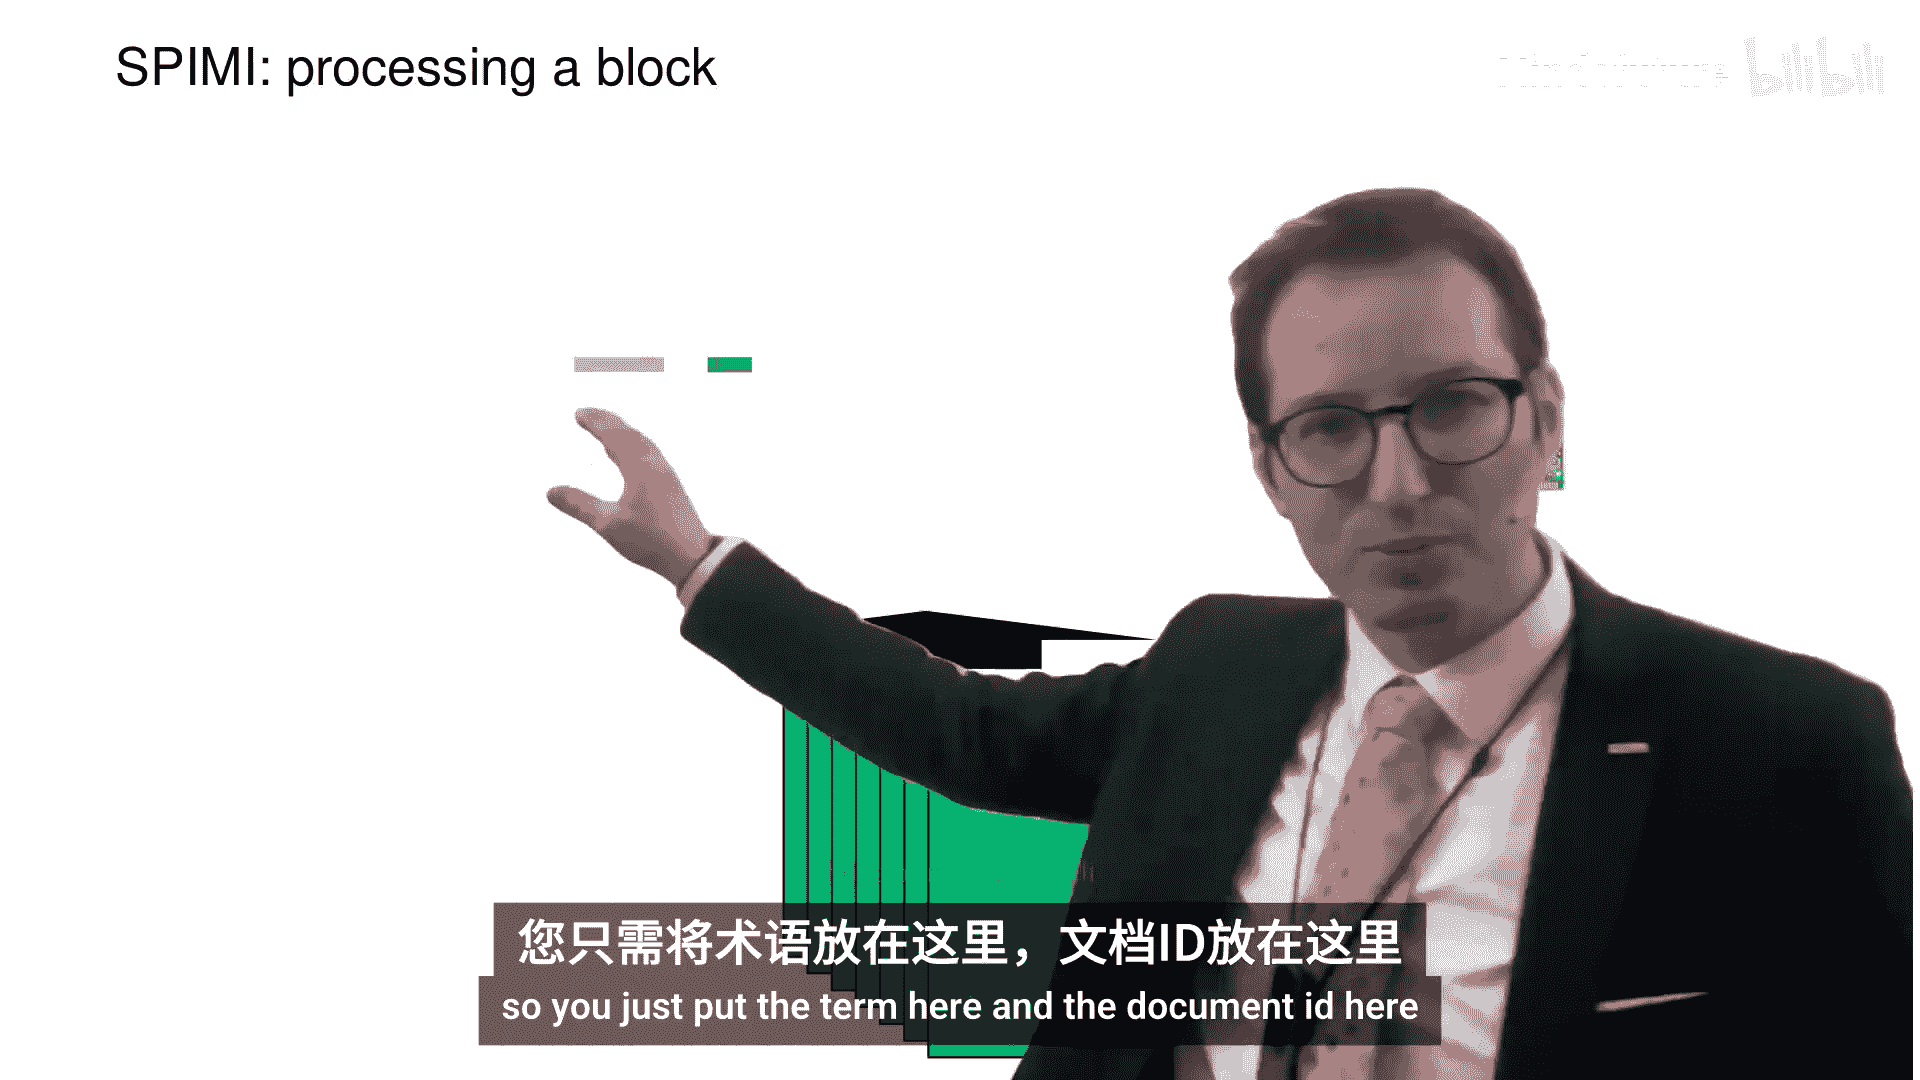 SPIMI: processing a block
bilibili
您只需将术语放在这里，文档ID放在这里
so you just put the term here and the document id here